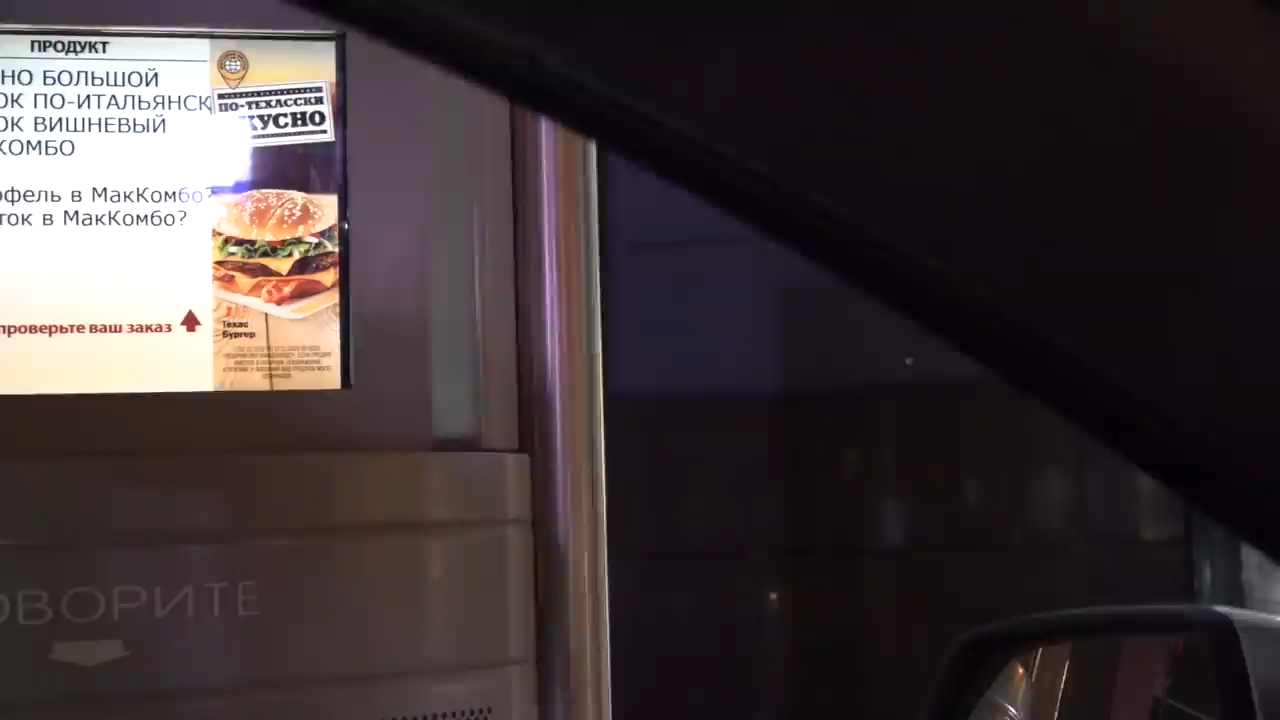 ПРОДУКТ
НО БОЛЬШОЙ
ОК ПО-ИТАЛЬЯНСК
ОК ВИШНЕВЫЙ
КОМБО
офель в МакКомбо?
ток в МакКомбо?
проверьте ваш заказ
ПО-ТЕХАССКИ
КУСНО
Техас
Бургер
ОВОРИТЕ